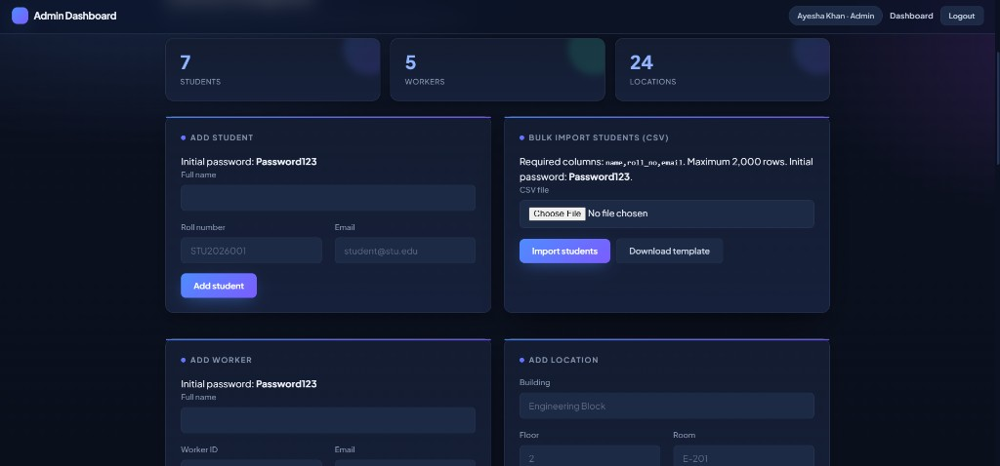 Admin Dashboard
Ayesha Khan · Admin
Dashboard
Logout
7
STUDENTS
5
WORKERS
24
LOCATIONS
ADD STUDENT
Initial password: Password123
Full name
Roll number
Email
STU2026001
student@stu.edu
Add student
BULK IMPORT STUDENTS (CSV)
Required columns: name,roll_no,email. Maximum 2,000 rows. Initial
password: Password123.
CSV file
Choose File No file chosen
Import students
Download template
ADD WORKER
Initial password: Password123
Full name
Worker ID
Email
ADD LOCATION
Building
Engineering Block
Floor
Room
2
E-201